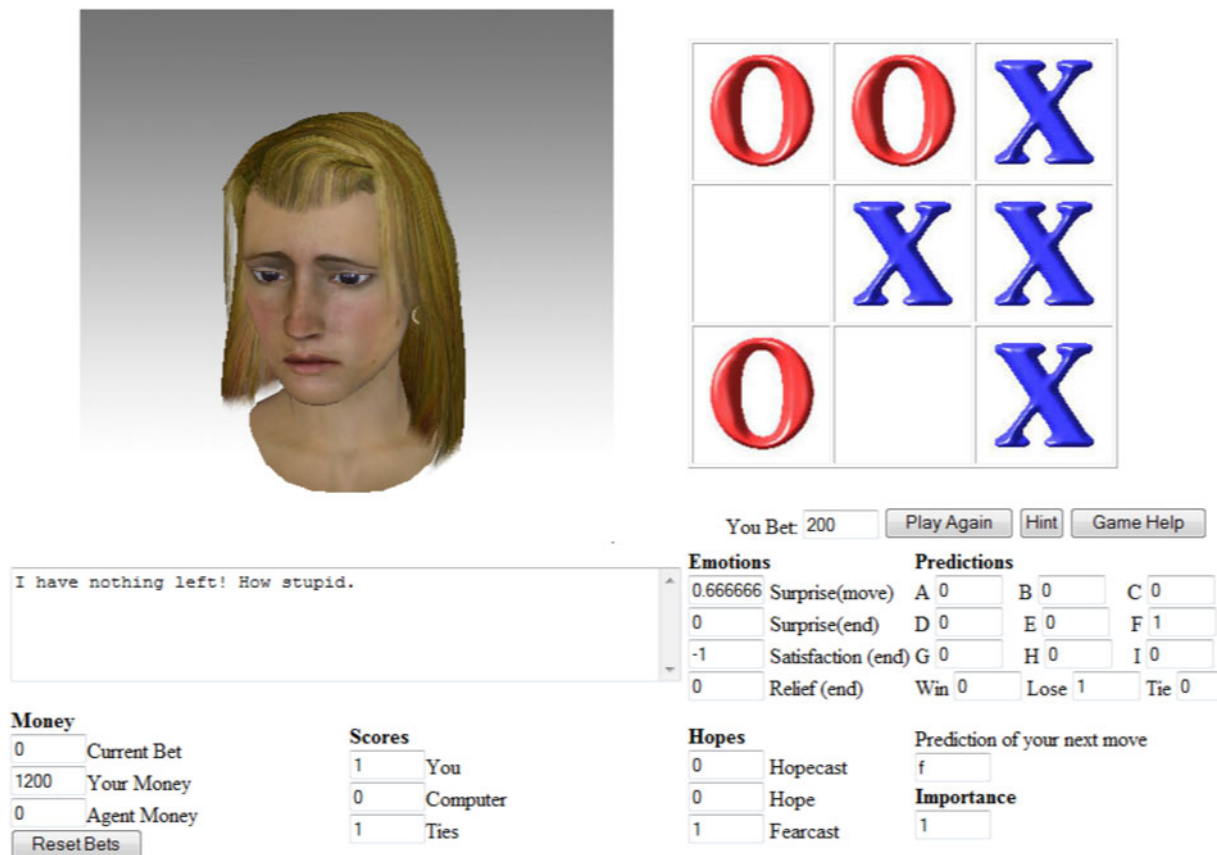 O O X
X X
O X
You Bet: 200 Play Again Hint Game Help
I have nothing left! How stupid.
Emotions Predictions
0.666666 Surprise(move) A 0 B 0 C 0
0 Surprise(end) D 0 E 0 F 1
-1 Satisfaction (end) G 0 H 0 I 0
0 Relief (end) Win 0 Lose 1 Tie 0
Money
0 Current Bet
1200 Your Money
0 Agent Money
Reset Bets
Scores
1 You
0 Computer
1 Ties
Hopes
0 Hopecast
0 Hope
1 Fearcast
Prediction of your next move
f
Importance
1